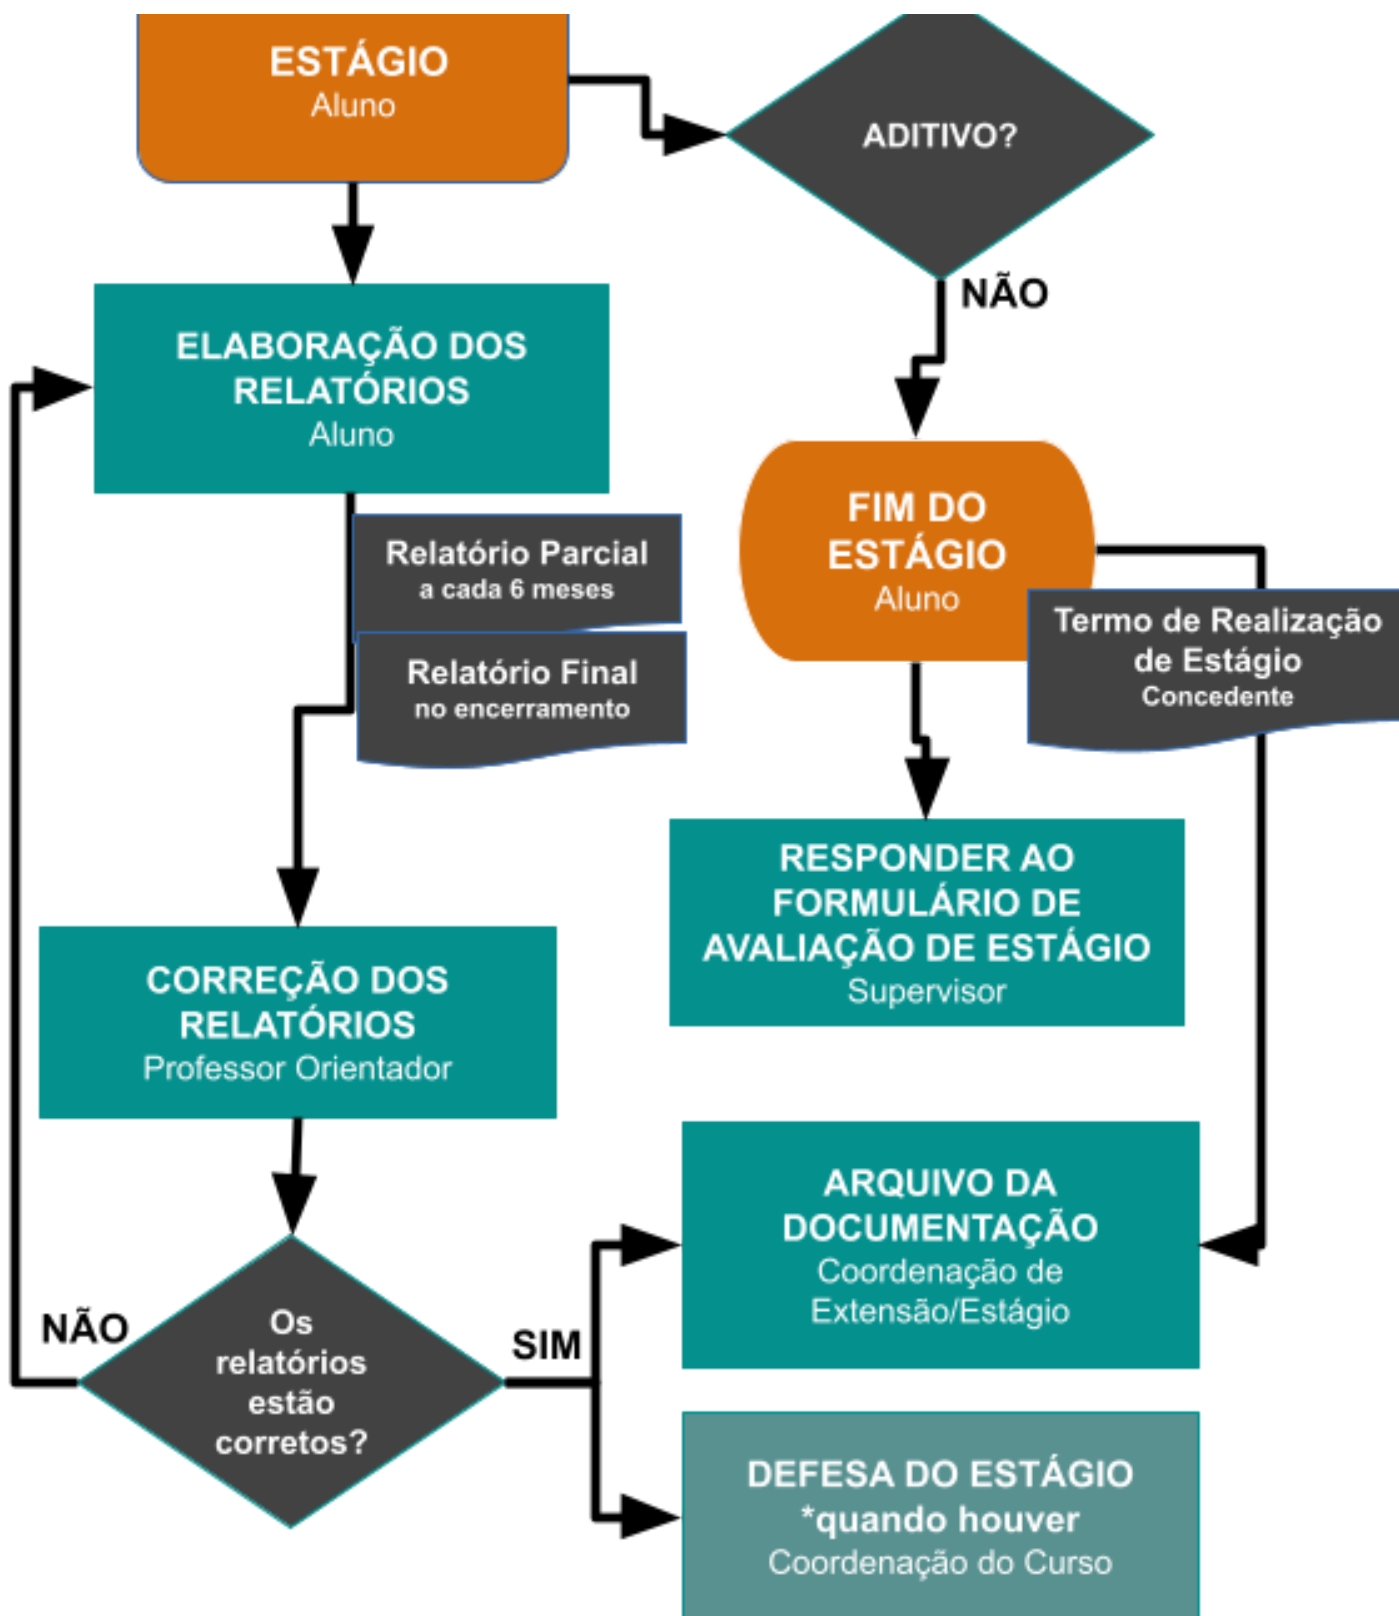 ESTÁGIO
Aluno
ADITIVO?
NÃO
ELABORAÇÃO DOS
RELATÓRIOS
Aluno
Relatório Parcial
a cada 6 meses
Relatório Final
no encerramento
FIM DO
ESTÁGIO
Aluno
Termo de Realização
de Estágio
Concedente
RESPONDER AO
FORMULÁRIO DE
AVALIAÇÃO DE ESTÁGIO
Supervisor
CORREÇÃO DOS
RELATÓRIOS
Professor Orientador
ARQUIVO DA
DOCUMENTAÇÃO
Coordenação de
Extensão/Estágio
NÃO
Os
relatórios
estão
corretos?
SIM
DEFESA DO ESTÁGIO
*quando houver
Coordenação do Curso